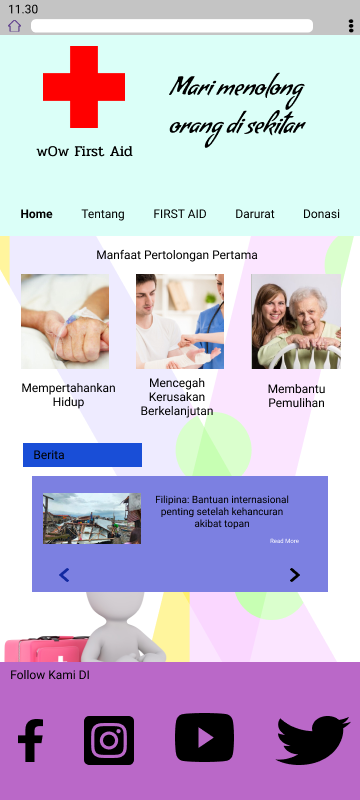 11.30
Mari menolong
orang di sekitar
wOw First Aid
Home Tentang FIRST AID Darurat Donasi
Manfaat Pertolongan Pertama
Mempertahankan
Hidup
Mencegah
Kerusakan
Berkelanjutan
Membantu
Pemulihan
Berita
Filipina: Bantuan internasional
penting setelah kehancuran
akibat topan
Read More
Follow Kami DI